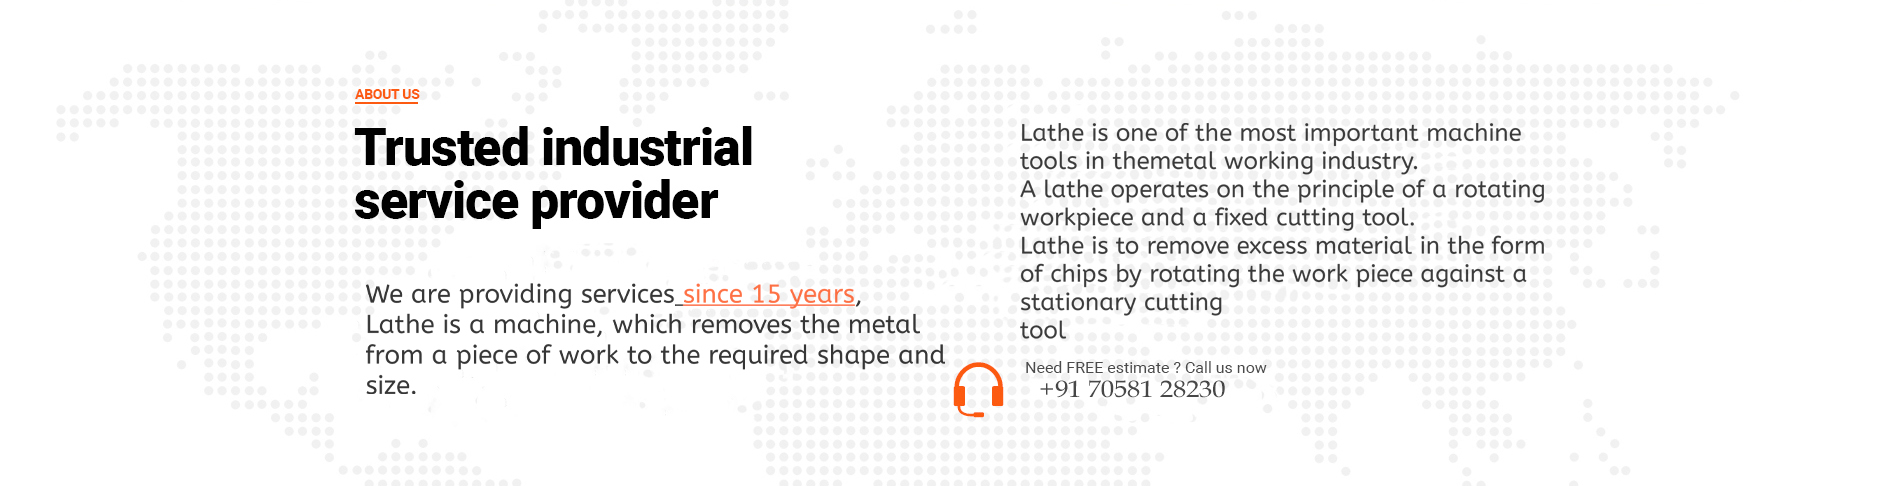 ABOUT US
Trusted industrial
service provider
We are providing services since 15 years,
Lathe is a machine, which removes the metal
from a piece of work to the required shape and
size.
Lathe is one of the most important machine
tools in themetal working industry.
A lathe operates on the principle of a rotating
workpiece and a fixed cutting tool.
Lathe is to remove excess material in the form
of chips by rotating the work piece against a
stationary cutting
tool
Need FREE estimate ? Call us now
+91 70581 28230